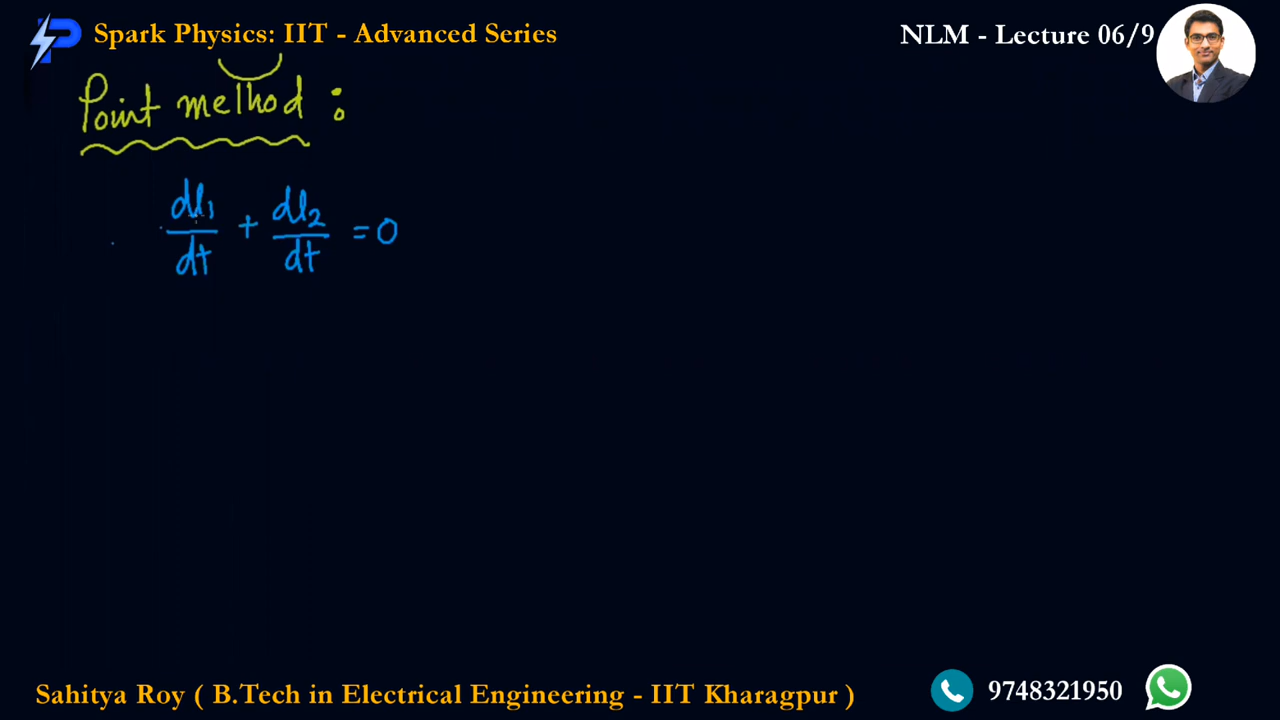 Spark Physics: IIT - Advanced Series
NLM - Lecture 06/9
Point method :
dl₁/dt + dl₂/dt = 0
Sahitya Roy ( B.Tech in Electrical Engineering - IIT Kharagpur )
9748321950